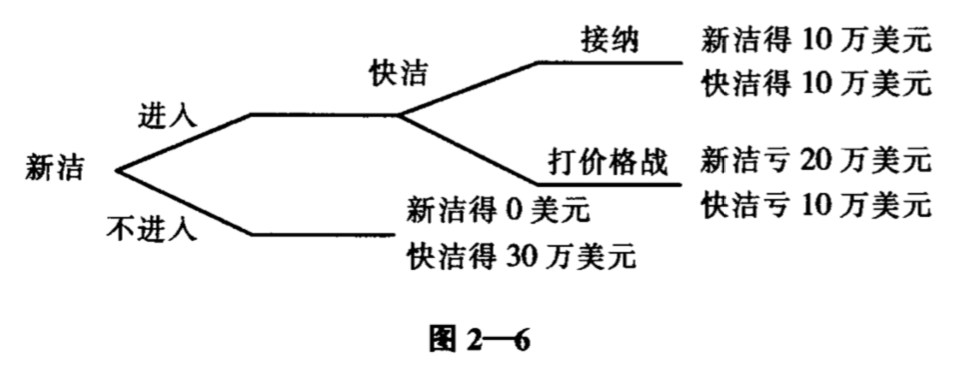 接纳
新洁得 10 万美元
快洁得 10 万美元
快洁
进入
新洁
打价格战
新洁亏 20 万美元
快洁亏 10 万美元
不进入
新洁得 0 美元
快洁得 30 万美元
图 2—6